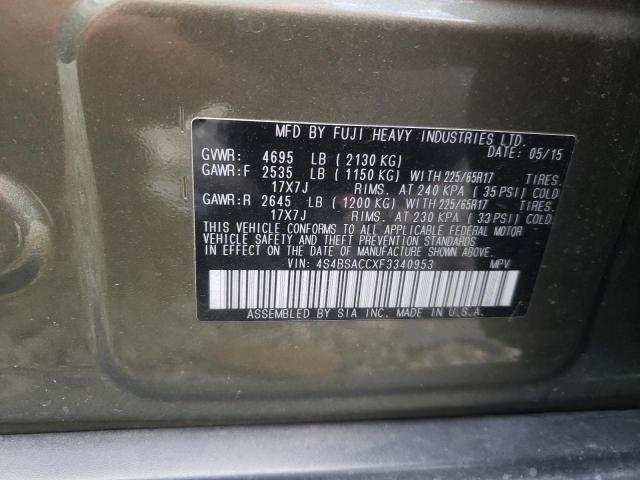 MFD BY FUJI HEAVY INDUSTRIES LTD.
DATE: 05/15
GVWR: 4695 LB ( 2130 KG)
GAWR:F 2535 LB ( 1150 KG) WITH 225/65R17 TIRES.
17X7J RIMS. AT 240 KPA ( 35 PSI) COLD
GAWR:R 2645 LB ( 1200 KG) WITH 225/65R17 TIRES.
17X7J RIMS. AT 230 KPA ( 33 PSI) COLD
THIS VEHICLE CONFORMS TO ALL APPLICABLE FEDERAL MOTOR
VEHICLE SAFETY AND THEFT PREVENTION STANDARDS
IN EFFECT ON THE DATE OF MANUFACTURE SHOWN ABOVE.
VIN: 4S4BSACCXF3340953 MPV
ASSEMBLED BY SIA INC. MADE IN U.S.A.